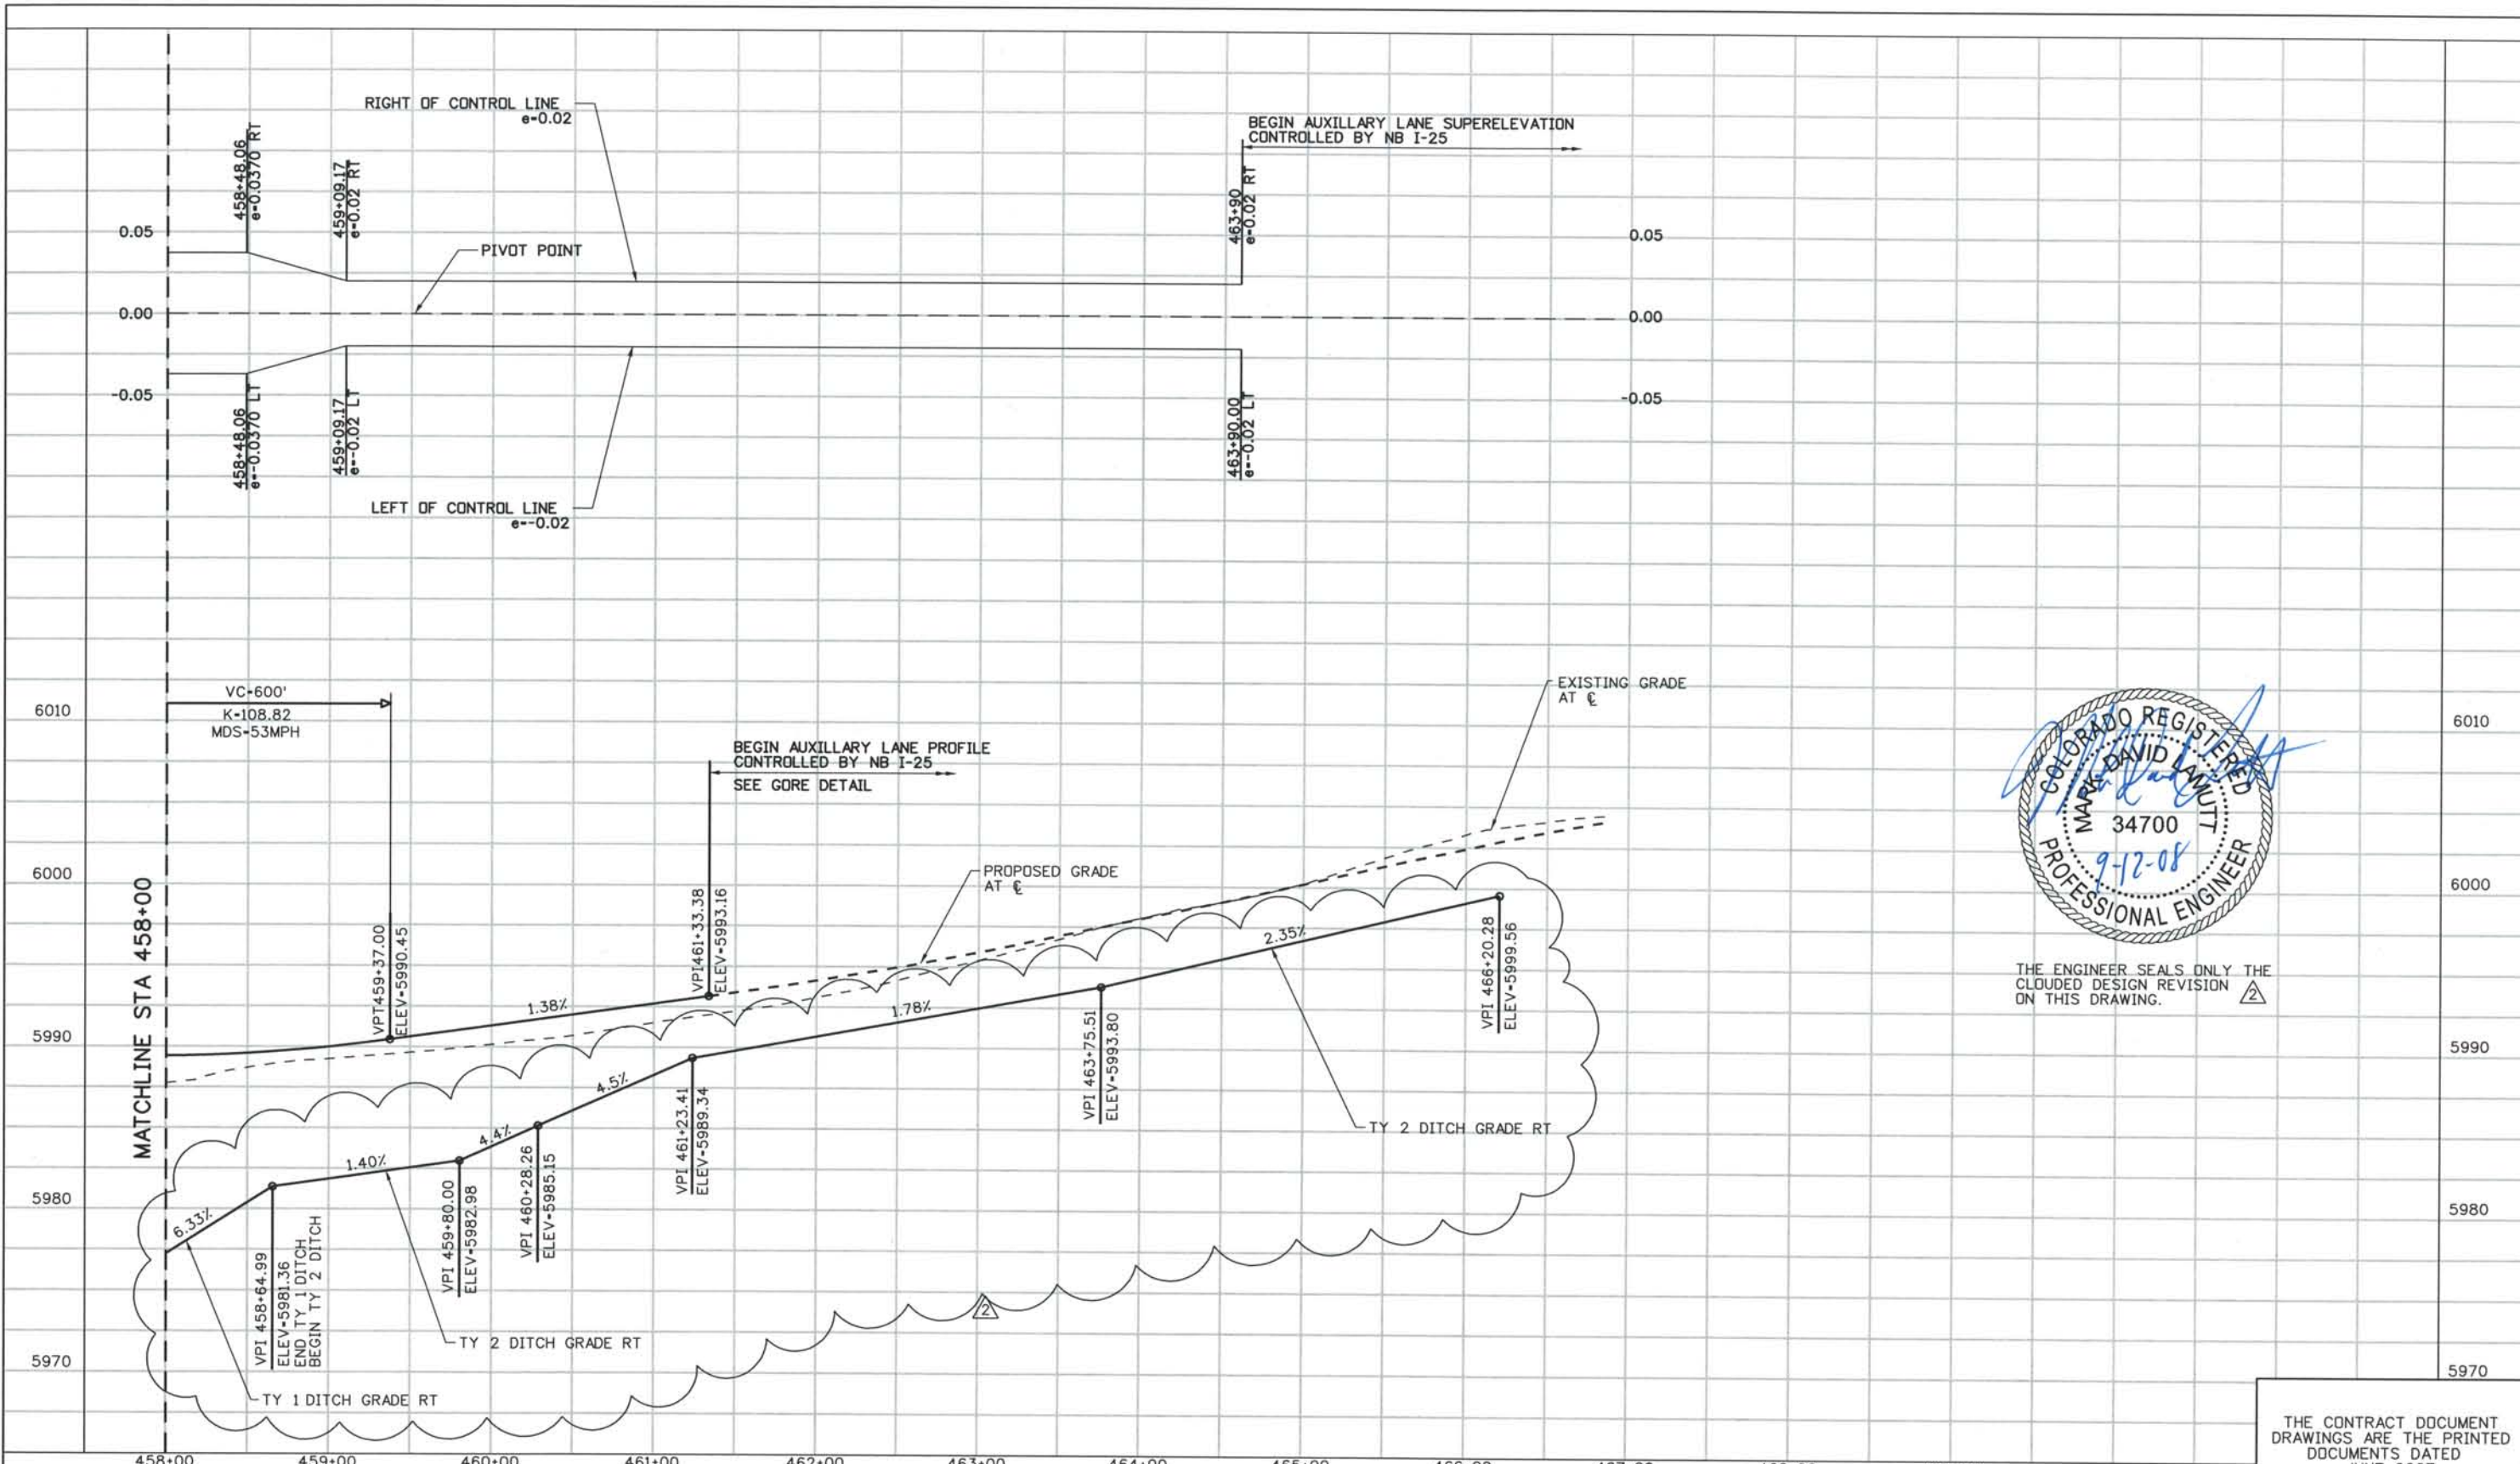 RIGHT OF CONTROL LINE
e=0.02
BEGIN AUXILLARY LANE SUPERELEVATION
CONTROLLED BY NB I-25
458+48.06
e=0.0370 RT
459+09.17
e=0.02 RT
463+90
e=0.02 RT
0.05
PIVOT POINT
0.05
0.00
0.00
-0.05
-0.05
458+48.06
e=-0.0370 LT
459+09.17
e=-0.02 LT
463+90.00
e=-0.02 LT
LEFT OF CONTROL LINE
e=-0.02
VC=600'
K=108.82
MDS=53MPH
6010
6010
EXISTING GRADE
AT ℄
BEGIN AUXILLARY LANE PROFILE
CONTROLLED BY NB I-25
SEE GORE DETAIL
COLORADO REGISTERED
MARK DAVID LAMUTT
34700
9-12-08
PROFESSIONAL ENGINEER
6000
6000
PROPOSED GRADE
AT ℄
MATCHLINE STA 458+00
VPT459+37.00
ELEV=5990.45
VPI461+33.38
ELEV=5993.16
1.38%
1.78%
2.35%
VPI 466+20.28
ELEV=5999.56
THE ENGINEER SEALS ONLY THE
CLOUDED DESIGN REVISION 2
ON THIS DRAWING.
5990
5990
4.5%
4.4%
1.40%
6.33%
VPI 461+23.41
ELEV=5989.34
VPI 463+75.51
ELEV=5993.80
TY 2 DITCH GRADE RT
5980
5980
VPI 458+64.99
ELEV=5981.36
END TY 1 DITCH
BEGIN TY 2 DITCH
VPI 459+80.00
ELEV=5982.98
VPI 460+28.26
ELEV=5985.15
2
TY 2 DITCH GRADE RT
5970
5970
TY 1 DITCH GRADE RT
THE CONTRACT DOCUMENT
DRAWINGS ARE THE PRINTED
DOCUMENTS DATED
458+00 459+00 460+00 461+00 462+00 463+00 464+00 465+00